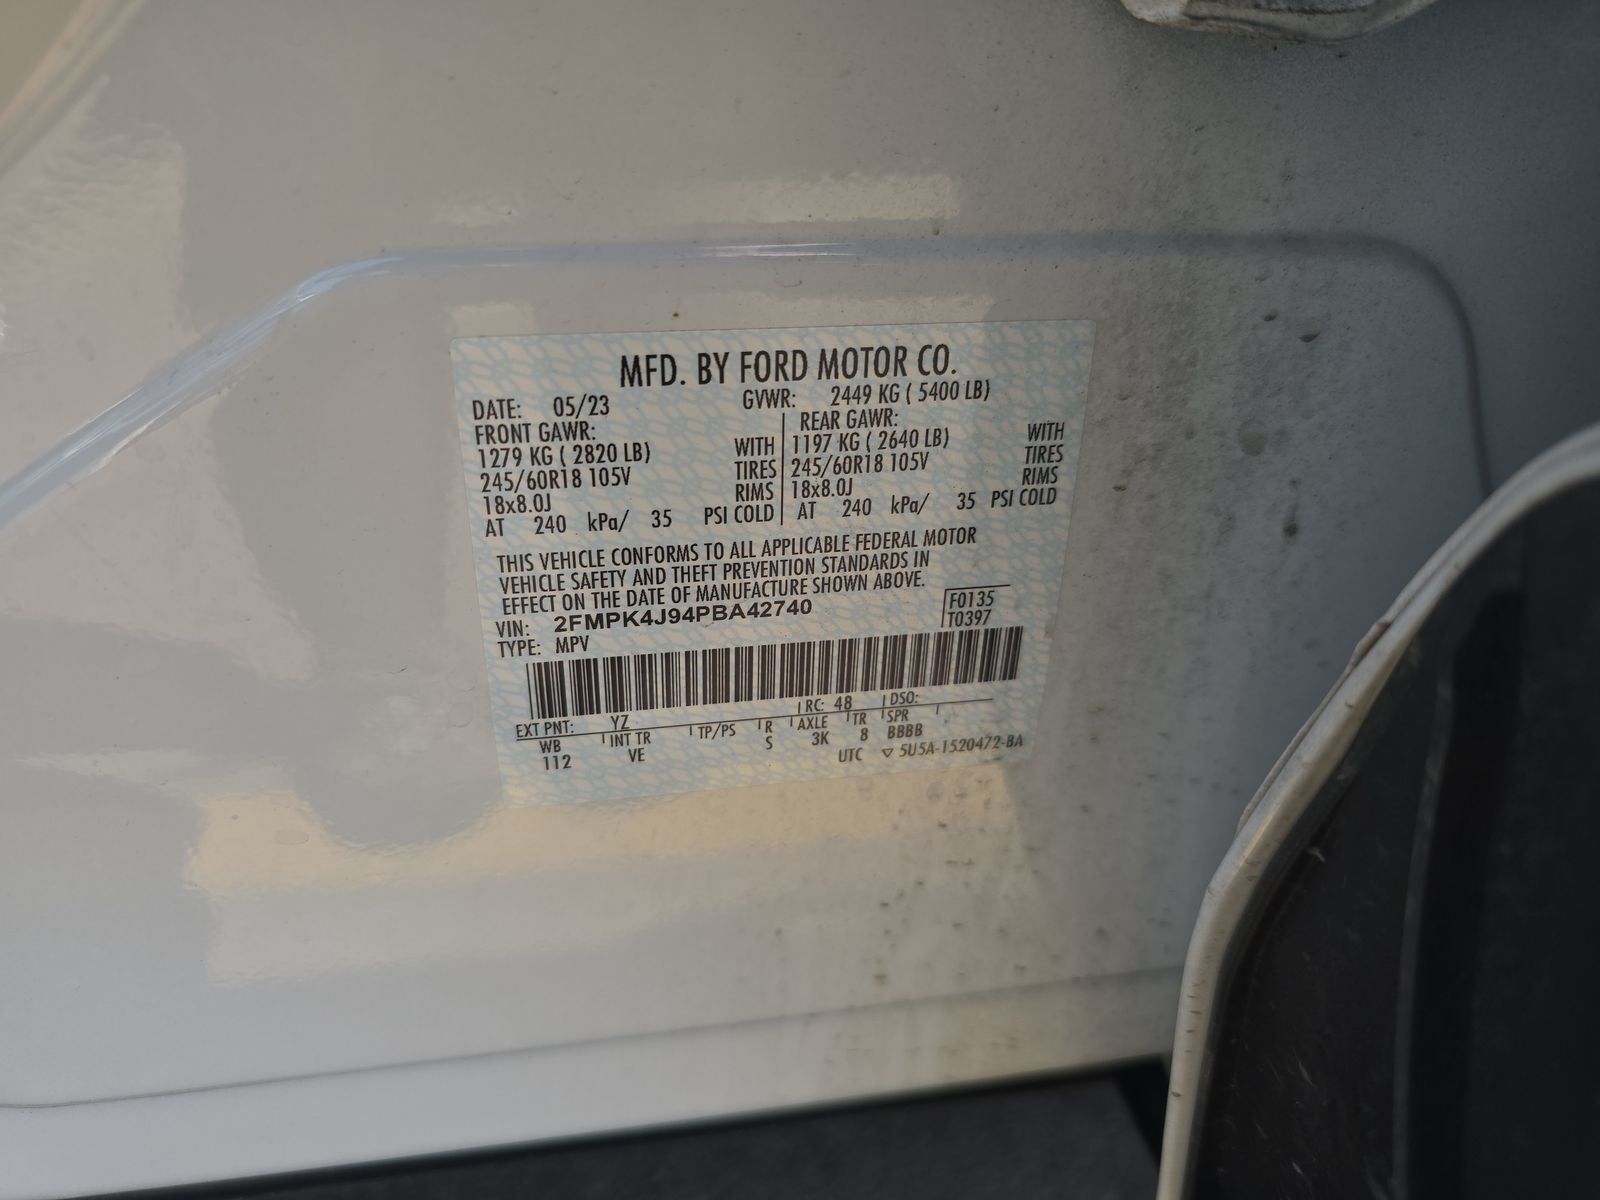 MFD. BY FORD MOTOR CO.
DATE: 05/23 GVWR: 2449 KG ( 5400 LB)
FRONT GAWR: REAR GAWR:
1279 KG ( 2820 LB) WITH 1197 KG ( 2640 LB) WITH
245/60R18 105V TIRES 245/60R18 105V TIRES
18x8.0J RIMS 18x8.0J RIMS
AT 240 kPa/ 35 PSI COLD AT 240 kPa/ 35 PSI COLD
THIS VEHICLE CONFORMS TO ALL APPLICABLE FEDERAL MOTOR
VEHICLE SAFETY AND THEFT PREVENTION STANDARDS IN
EFFECT ON THE DATE OF MANUFACTURE SHOWN ABOVE.
VIN: 2FMPK4J94PBA42740 F0135
TYPE: MPV T0397
EXT PNT: YZ RC: 48 DSO:
WB INT TR TP/PS R AXLE TR SPR
112 VE S 3K 8 BBBB
UTC ▽ 5U5A-1520472-BA